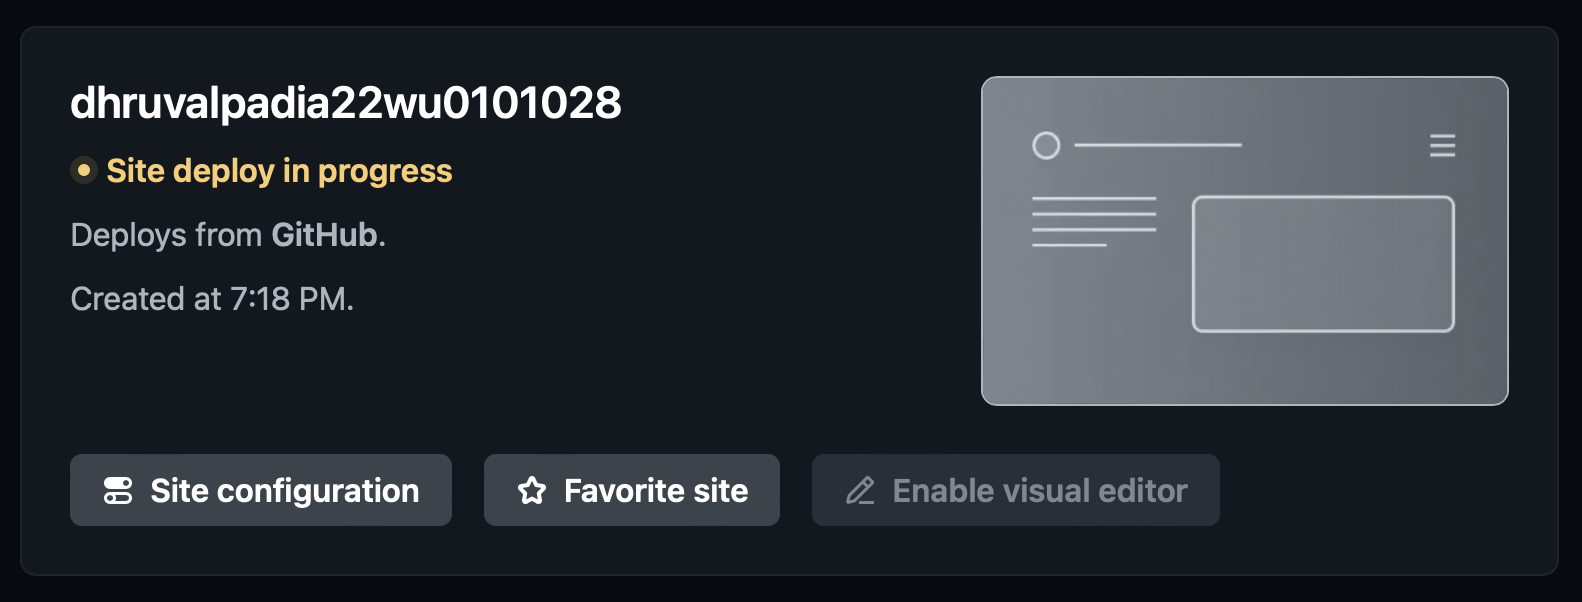 dhruvalpadia22wu0101028
Site deploy in progress
Deploys from GitHub.
Created at 7:18 PM.
Site configuration
Favorite site
Enable visual editor